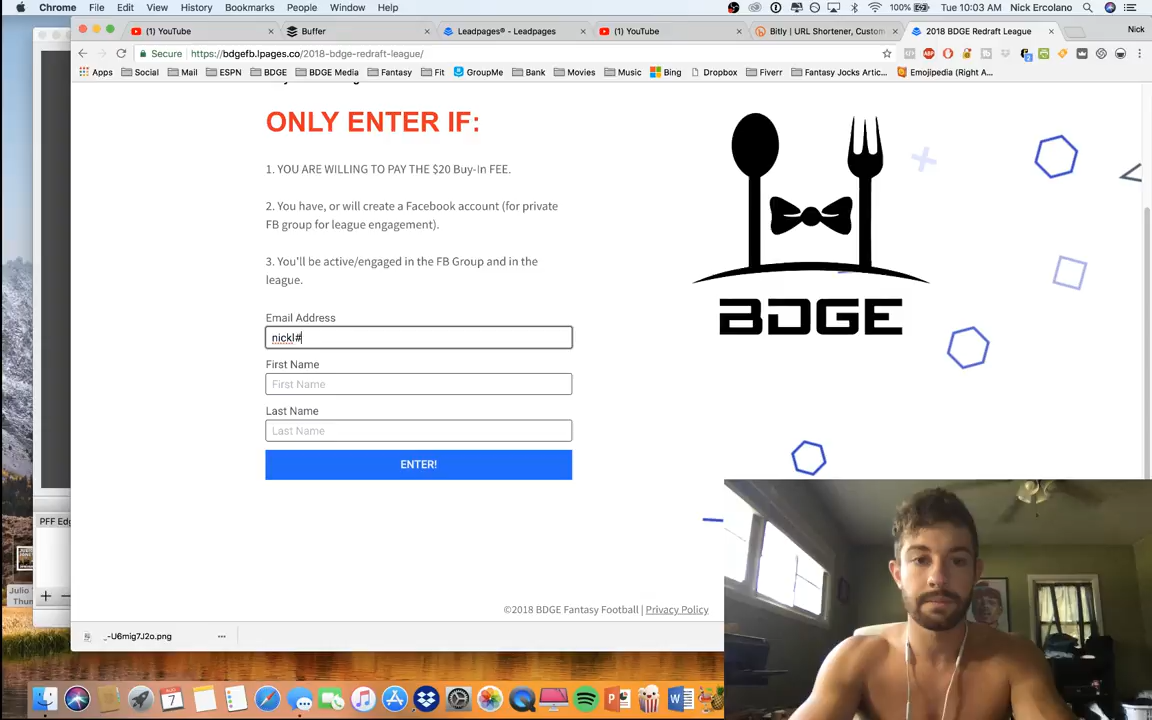 Chrome File Edit View History Bookmarks People Window Help 100% Tue 10:03 AM Nick Ercolano
(1) YouTube Buffer Leadpages® - Leadpages (1) YouTube Bitly | URL Shortener, Custom 2018 BDGE Redraft League Nick
Secure https://bdgefb.lpages.co/2018-bdge-redraft-league/
Apps Social Mail ESPN BDGE BDGE Media Fantasy Fit GroupMe Bank Movies Music Bing Dropbox Fiverr Fantasy Jocks Artic... Emojipedia (Right A...
ONLY ENTER IF:
1. YOU ARE WILLING TO PAY THE $20 Buy-In FEE.
2. You have, or will create a Facebook account (for private
FB group for league engagement).
3. You'll be active/engaged in the FB Group and in the
league.
Email Address
nickl#
First Name
First Name
Last Name
Last Name
ENTER!
BDGE
PFF Edg
Julio
Thun
©2018 BDGE Fantasy Football | Privacy Policy
_-U6mig7J2o.png
7